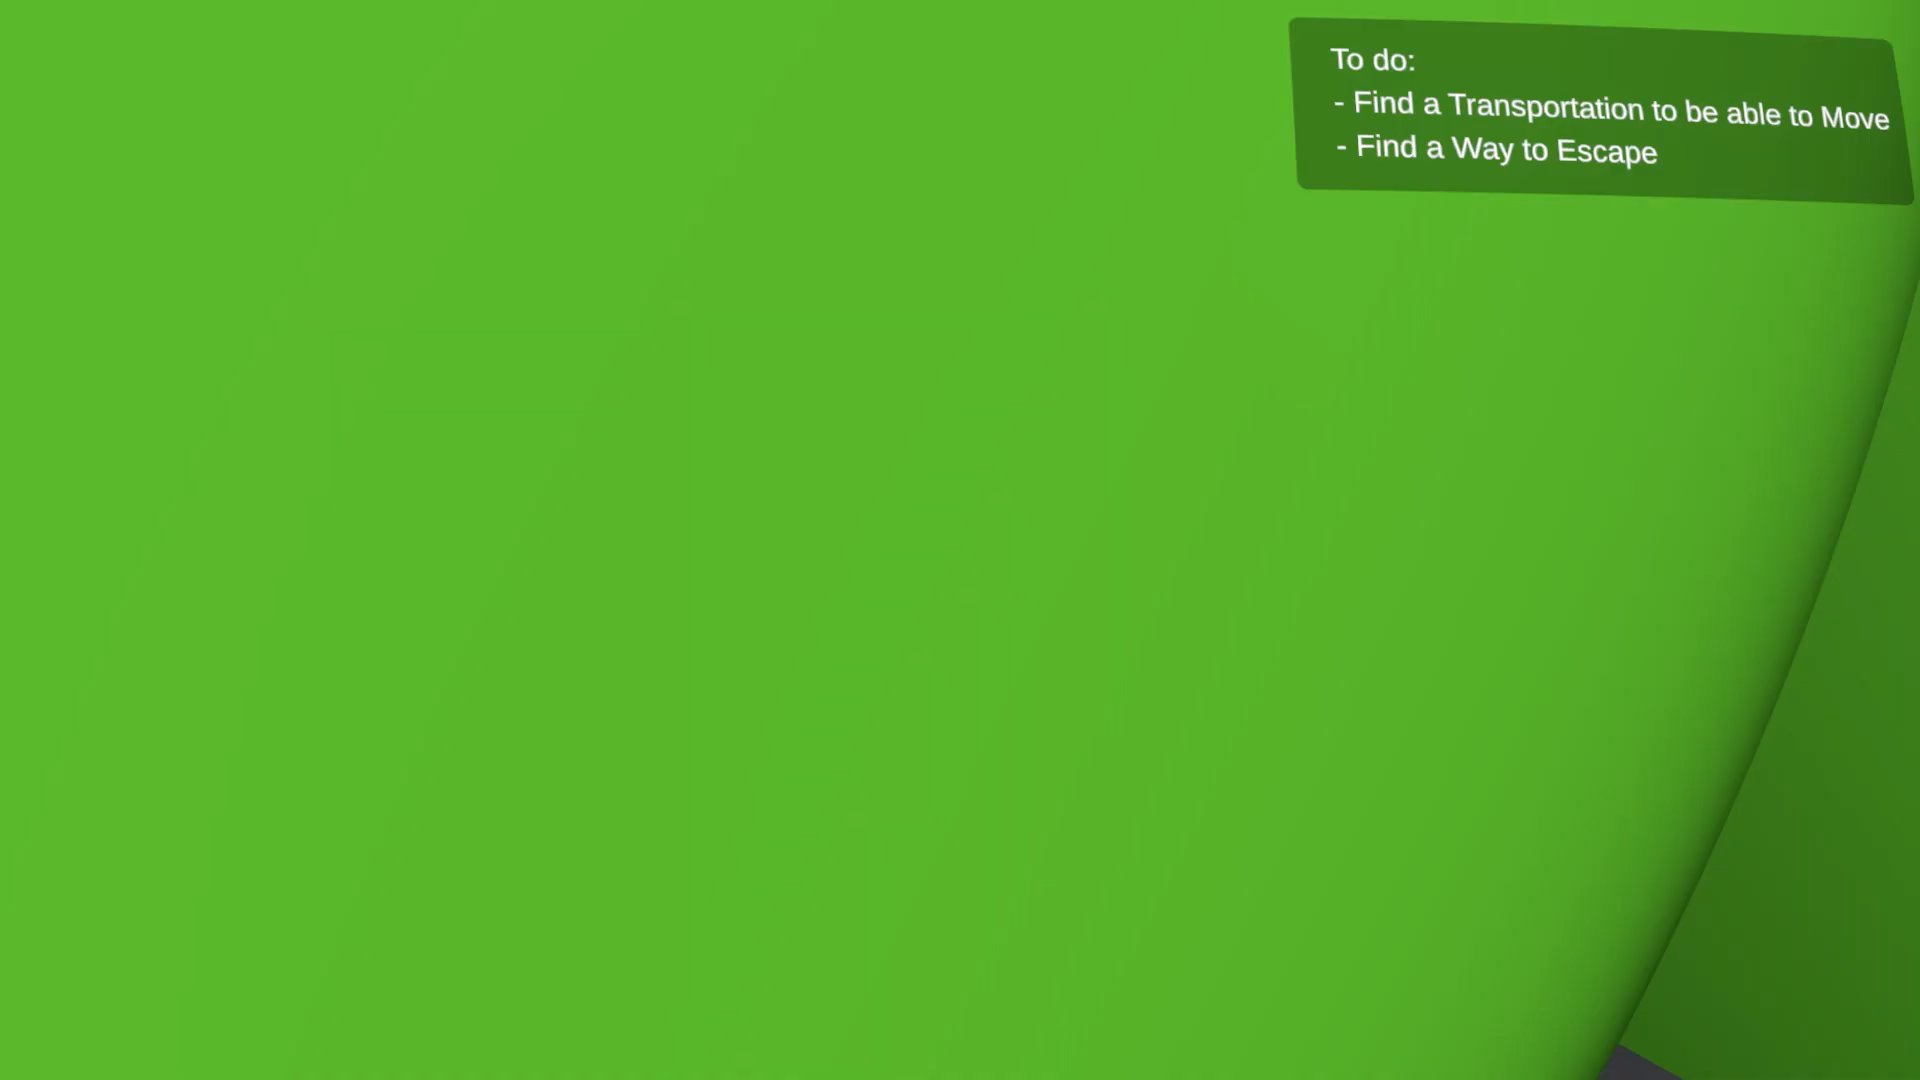 To do:
- Find a Transportation to be able to Move
- Find a Way to Escape